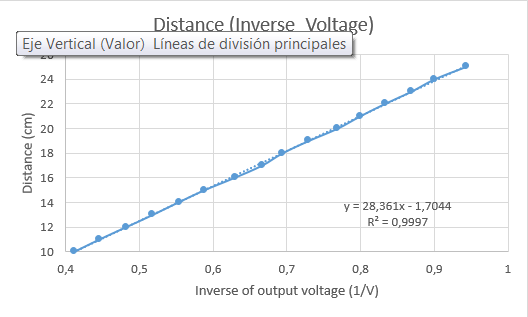 Distance (Inverse Voltage)
Eje Vertical (Valor) Líneas de división principales
26
24
22
20
18
16
14
12
10
Distance (cm)
y = 28,361x - 1,7044
R² = 0,9997
0,4 0,5 0,6 0,7 0,8 0,9 1
Inverse of output voltage (1/V)